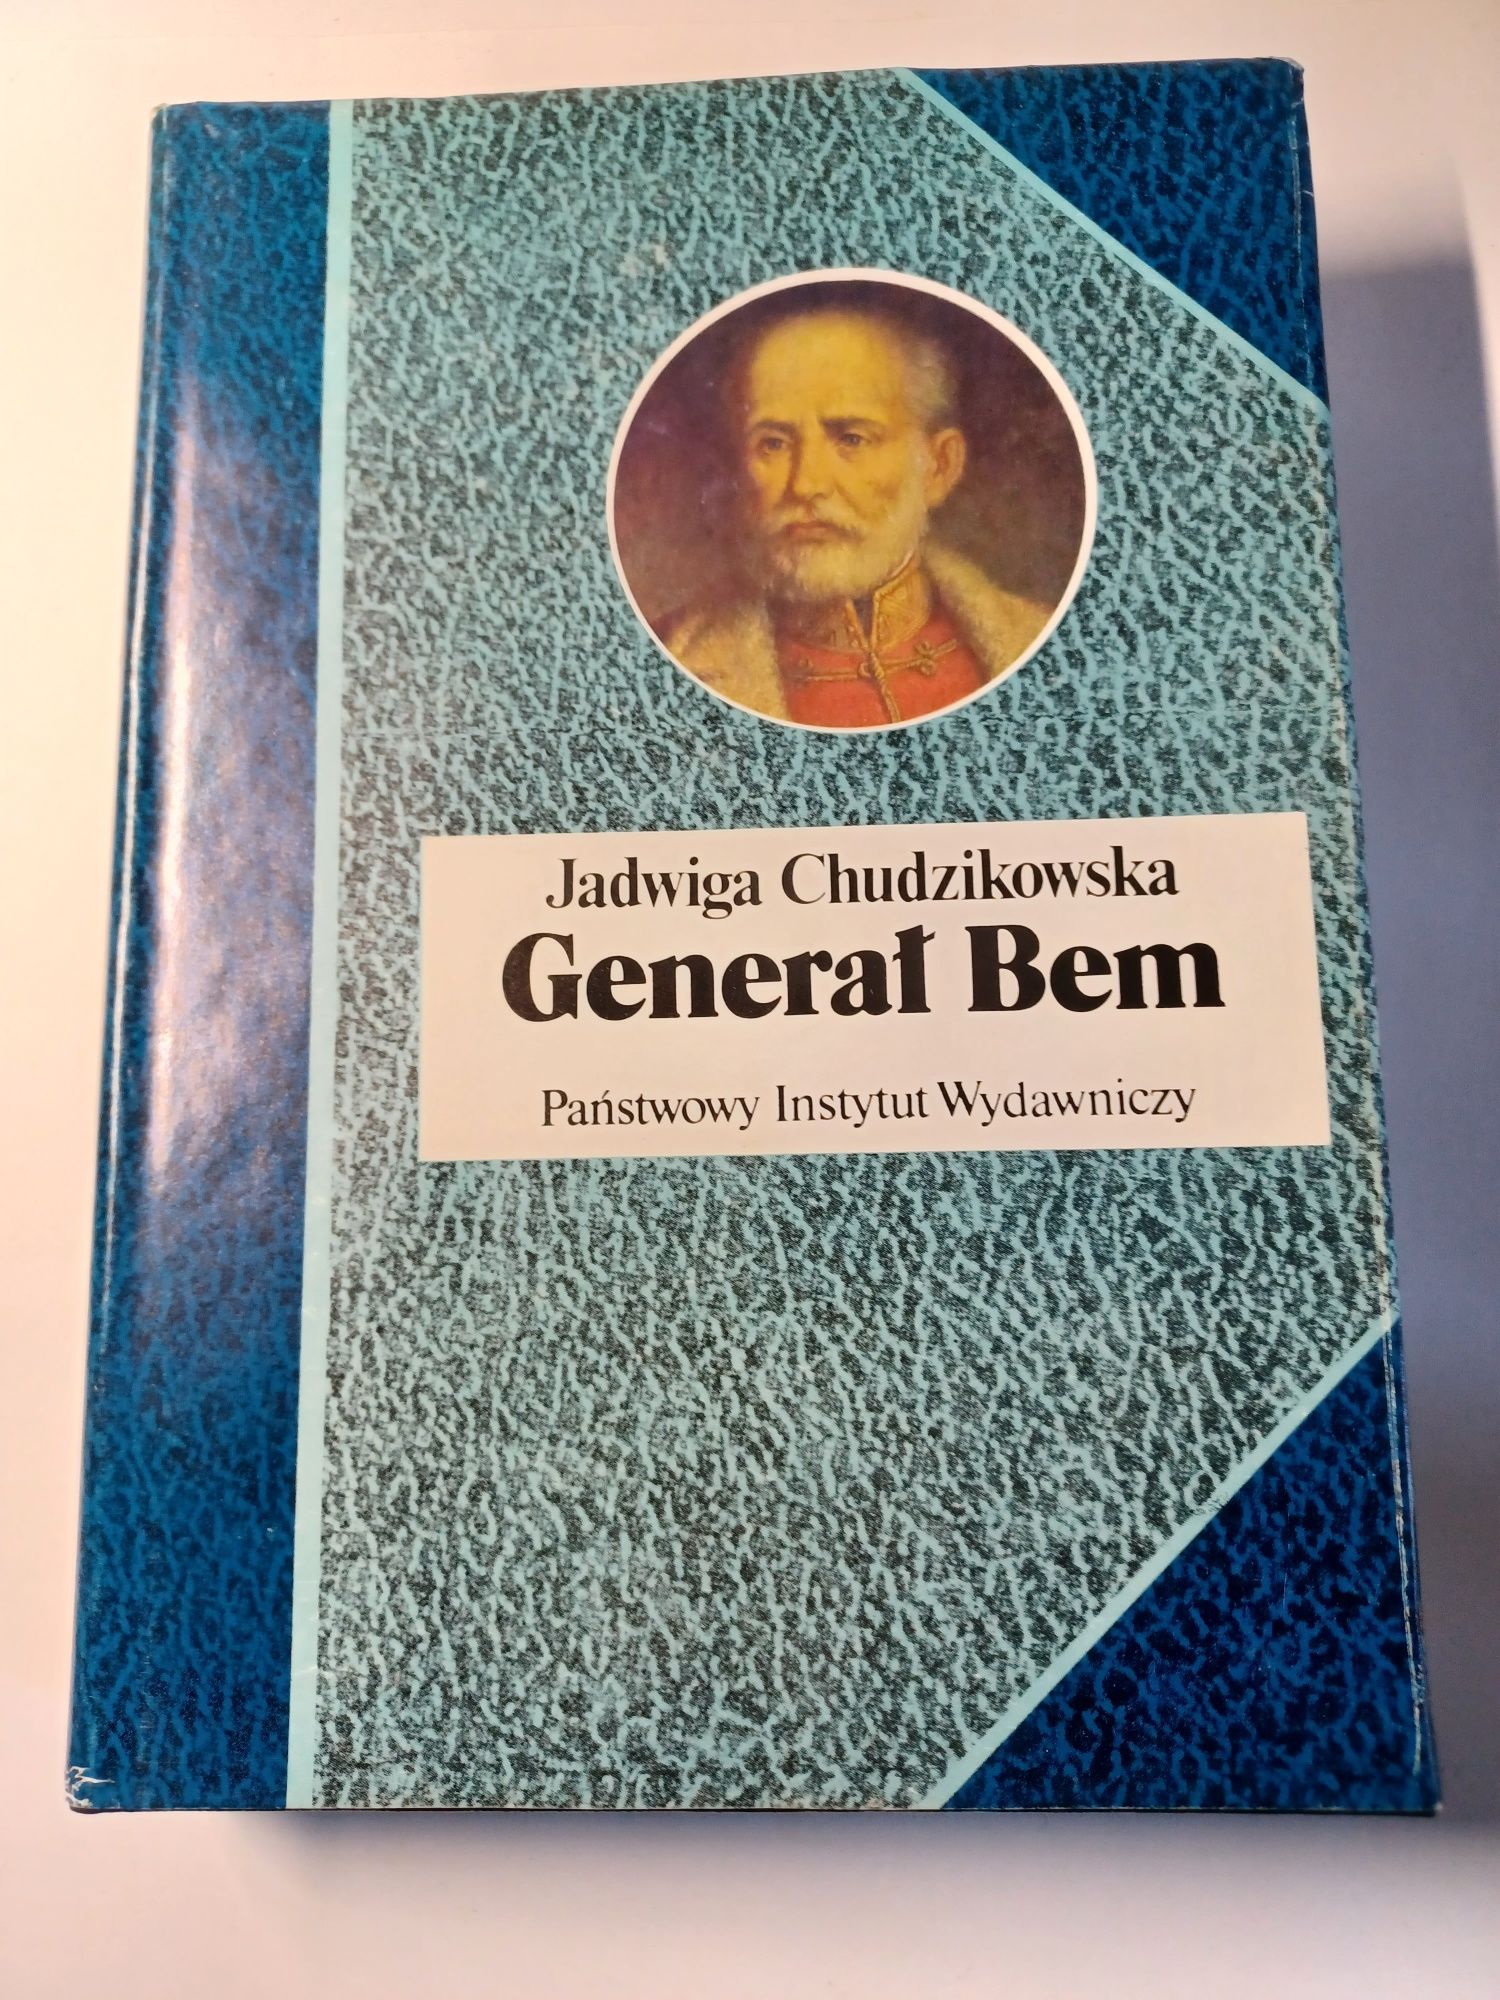 Jadwiga Chudzikowska
Generał Bem
Państwowy Instytut Wydawniczy